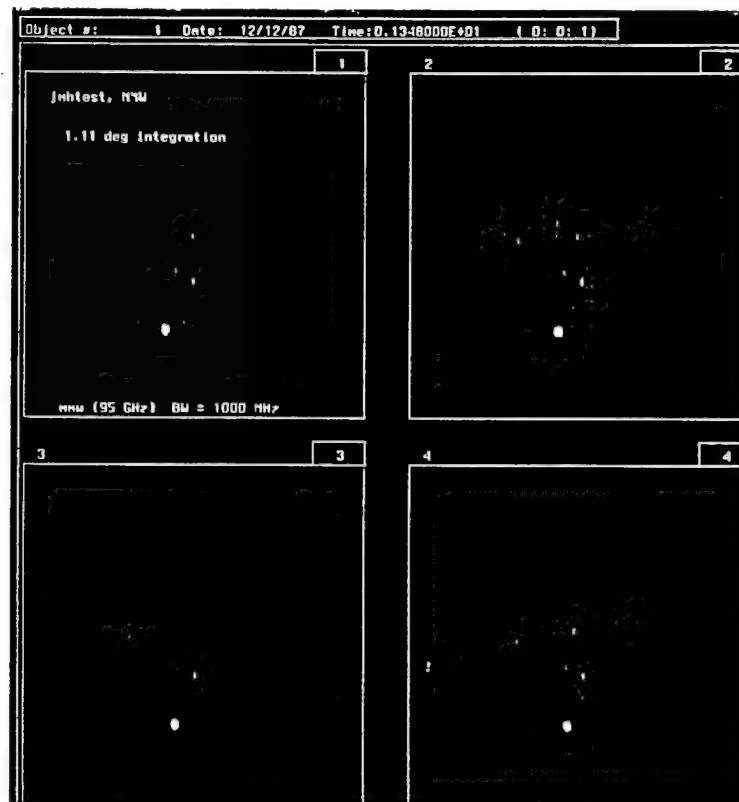 Object #: 1 Date: 12/12/87 Time:0.1348000E+01 ( 0: 0: 1)
1
2 2
jmhtest, MMW
1.11 deg integration
mmw (95 GHz) BW = 1000 MHz
3 3
4 4